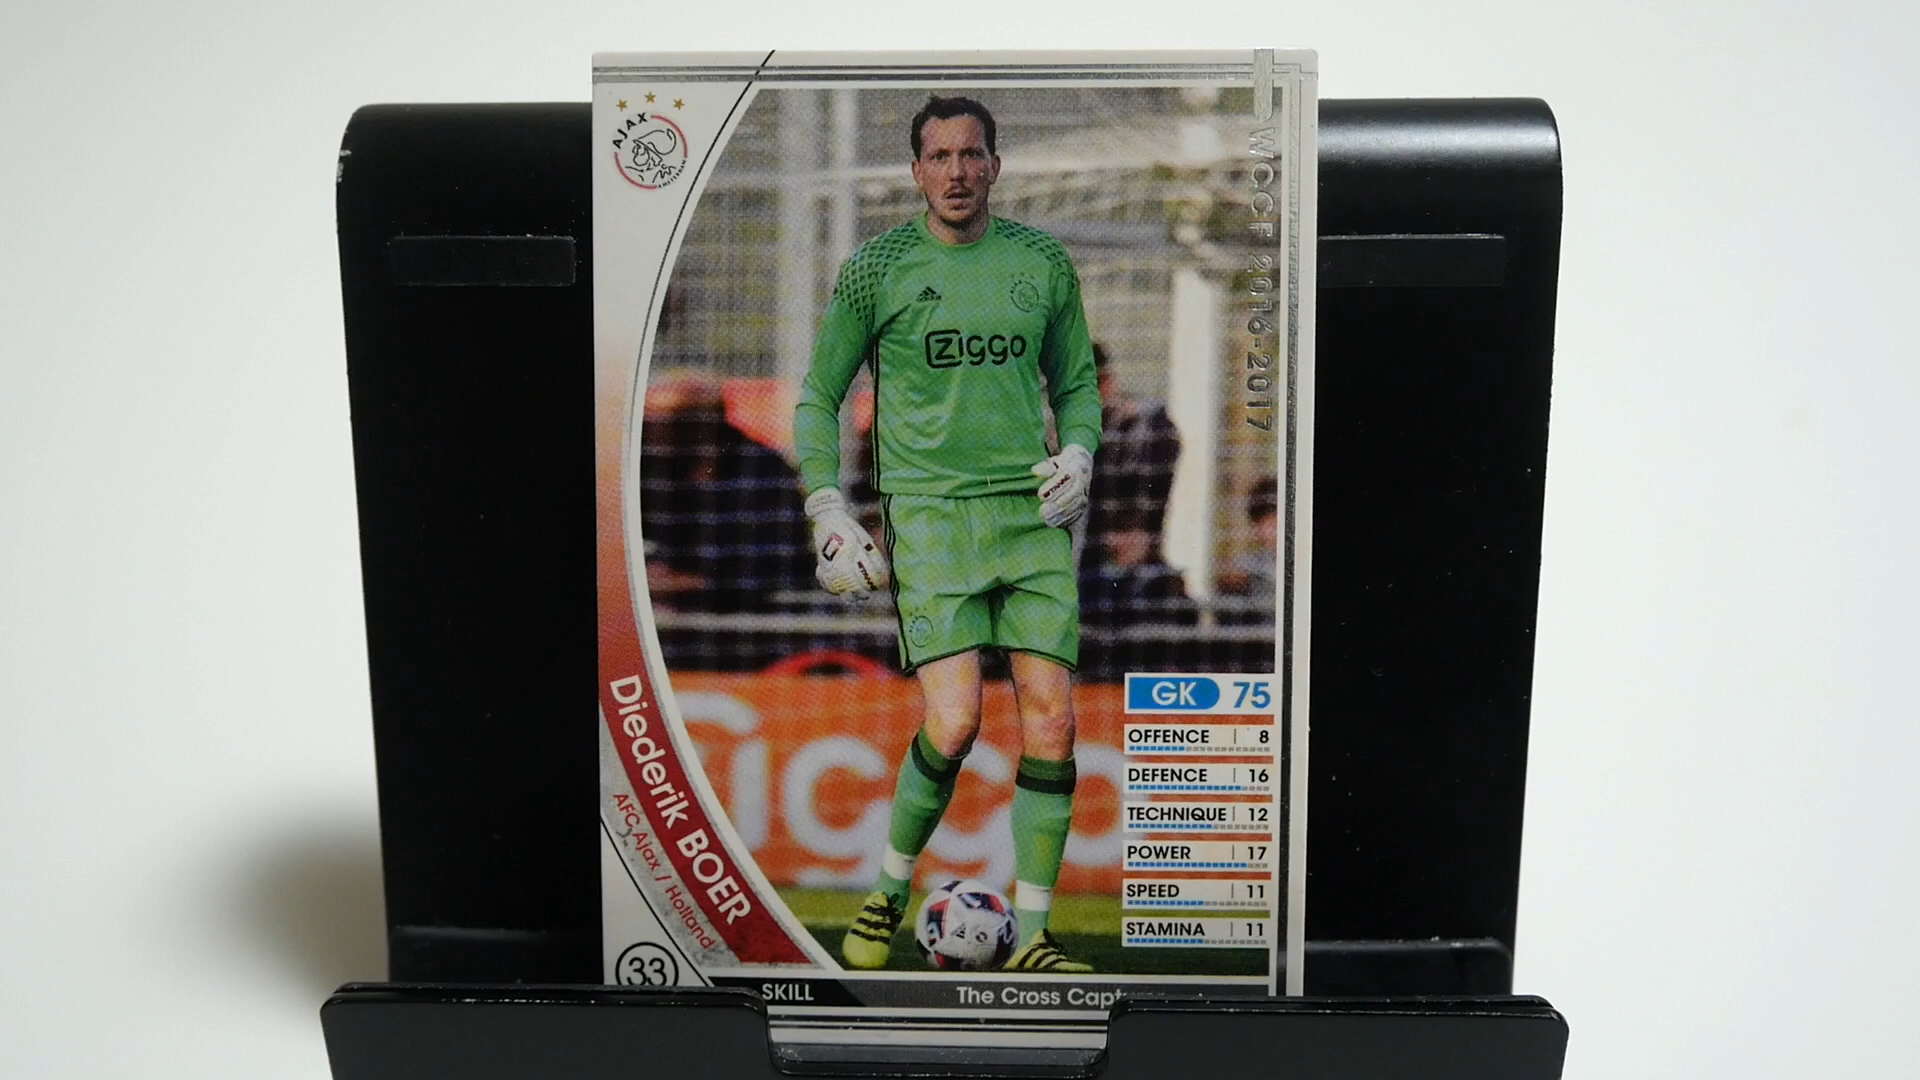 AJAX
AMSTERDAM
WCCF 2016-2017
adidas
ziggo
GK 75
OFFENCE 8
DEFENCE 16
TECHNIQUE 12
POWER 17
SPEED 11
STAMINA 11
Diederik BOER
AFC Ajax / Holland
33
SKILL
The Cross